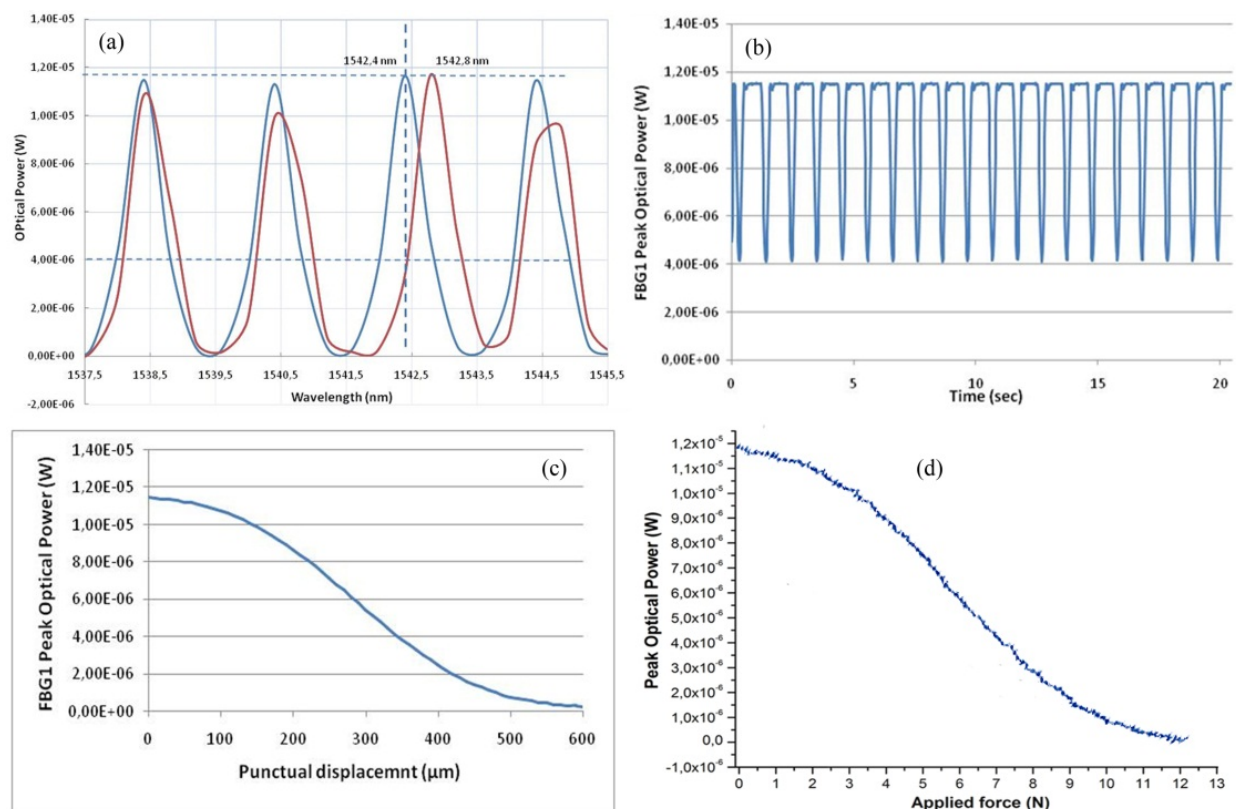 (a)
1542.4 nm
1542,8 nm
OPtical Power (W)
1,40E-05
1,20E-05
1,00E-05
8,00E-06
6,00E-06
4,00E-06
2,00E-06
0,00E+00
-2,00E-06
1537,5
1538,5
1539,5
1540,5
1541,5
1542,5
1543,5
1544,5
1545,5
Wavelength (nm)
(b)
FBG1 Peak Optical Power (W)
1,40E-05
1,20E-05
1,00E-05
8,00E-06
6,00E-06
4,00E-06
2,00E-06
0,00E+00
0
5
10
15
20
Time (sec)
(c)
FBG1 Peak Optical Power (W)
1,40E-05
1,20E-05
1,00E-05
8,00E-06
6,00E-06
4,00E-06
2,00E-06
0,00E+00
0
100
200
300
400
500
600
Punctual displacemnt (μm)
(d)
Peak Optical Power (W)
1,2x10⁻⁵
1,1x10⁻⁵
1,0x10⁻⁵
9,0x10⁻⁶
8,0x10⁻⁶
7,0x10⁻⁶
6,0x10⁻⁶
5,0x10⁻⁶
4,0x10⁻⁶
3,0x10⁻⁶
2,0x10⁻⁶
1,0x10⁻⁶
0,0
-1,0x10⁻⁶
0
1
2
3
4
5
6
7
8
9
10
11
12
13
Applied force (N)